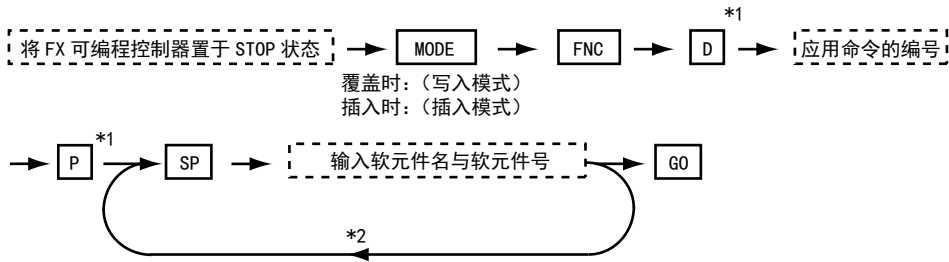 *1
将 FX 可编程控制器置于 STOP 状态 MODE FNC D 应用命令的编号
覆盖时：(写入模式)
插入时：(插入模式)
*1
P SP 输入软元件名与软元件号 GO
*2